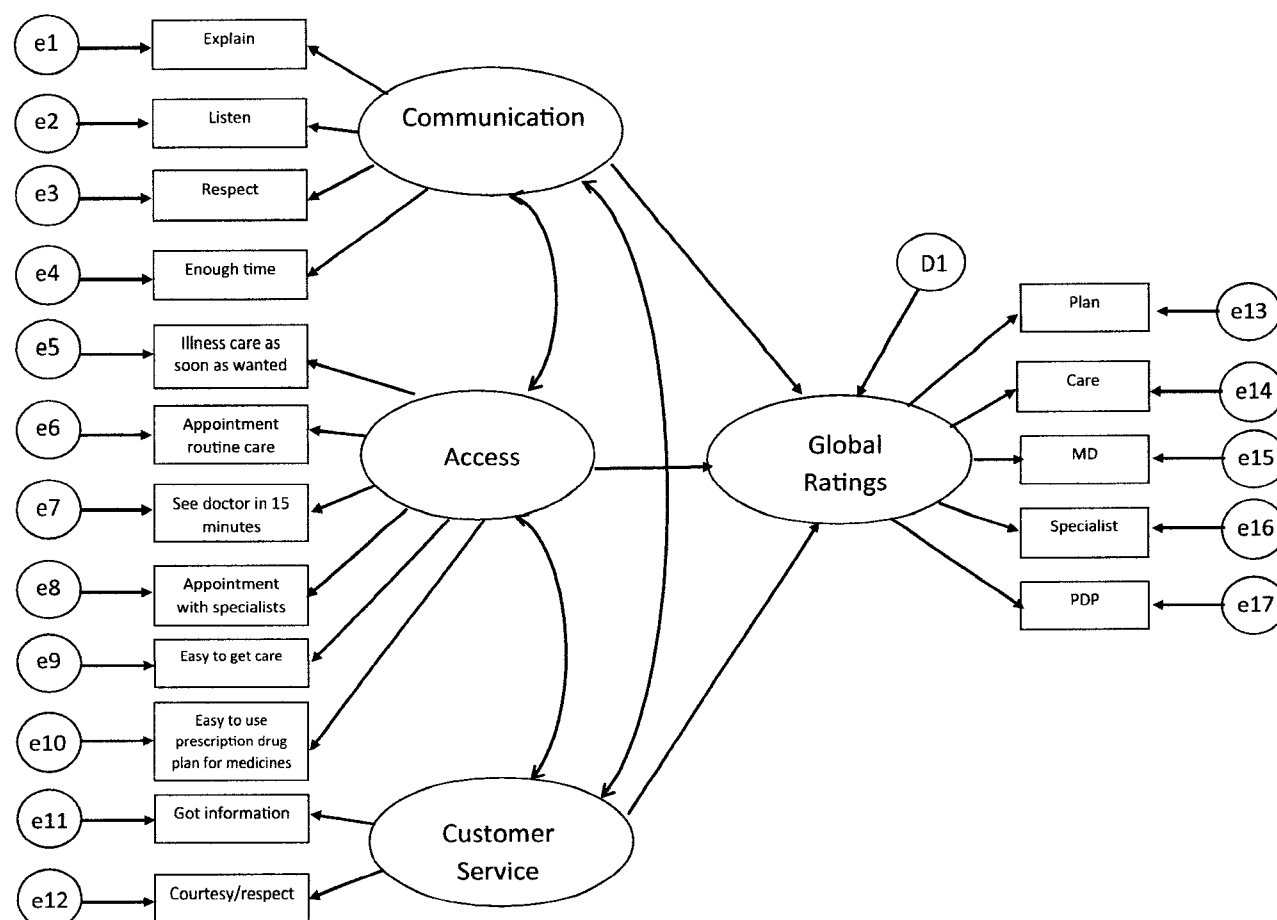 e1
Explain
e2
Listen
e3
Respect
e4
Enough time
e5
Illness care as
soon as wanted
e6
Appointment
routine care
e7
See doctor in 15
minutes
e8
Appointment
with specialists
e9
Easy to get care
e10
Easy to use
prescription drug
plan for medicines
e11
Got information
e12
Courtesy/respect
Communication
Access
Customer
Service
D1
Global
Ratings
Plan
e13
Care
e14
MD
e15
Specialist
e16
PDP
e17